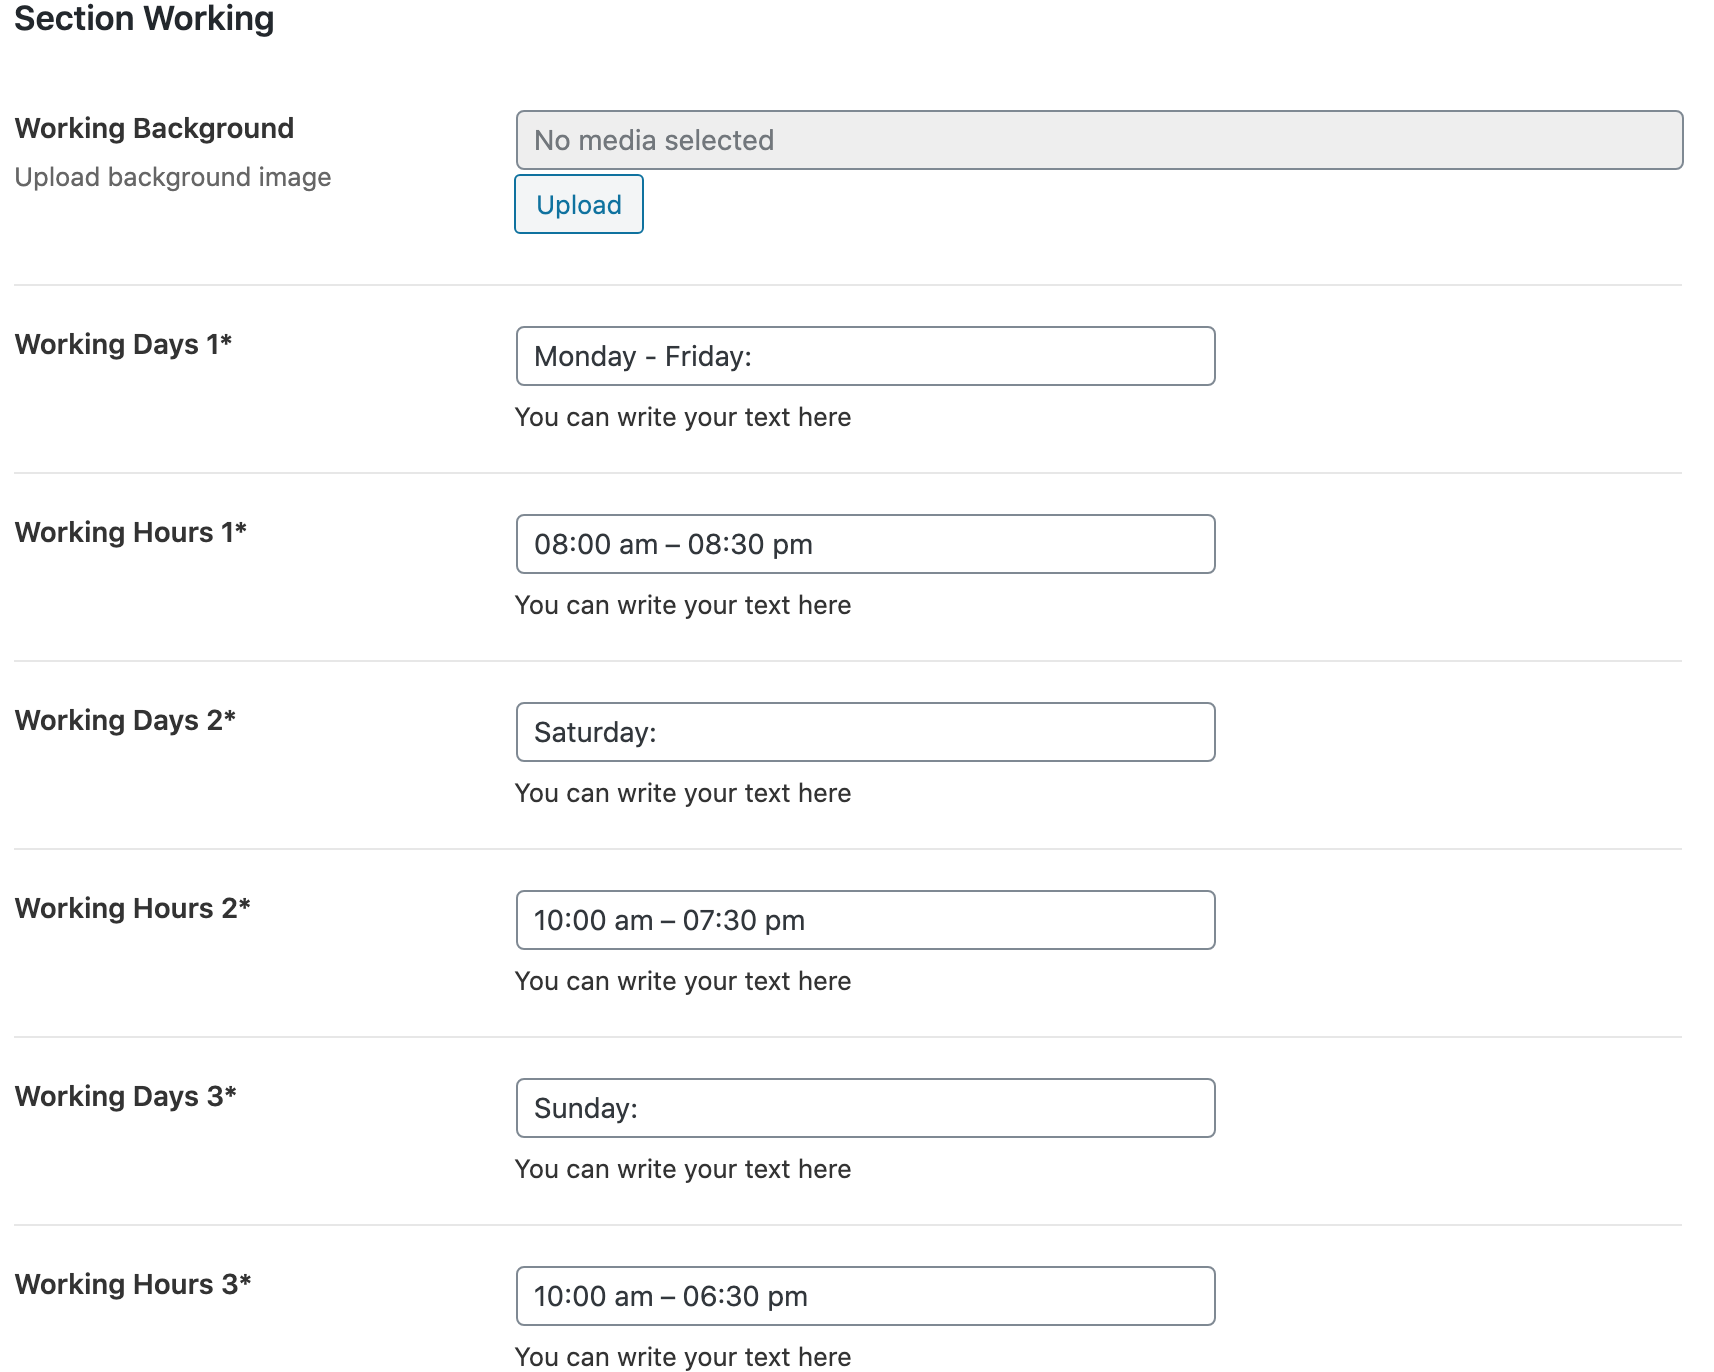 Section Working
Working Background
Upload background image
No media selected
Upload
Working Days 1*
Monday - Friday:
You can write your text here
Working Hours 1*
08:00 am – 08:30 pm
You can write your text here
Working Days 2*
Saturday:
You can write your text here
Working Hours 2*
10:00 am – 07:30 pm
You can write your text here
Working Days 3*
Sunday:
You can write your text here
Working Hours 3*
10:00 am – 06:30 pm
You can write your text here